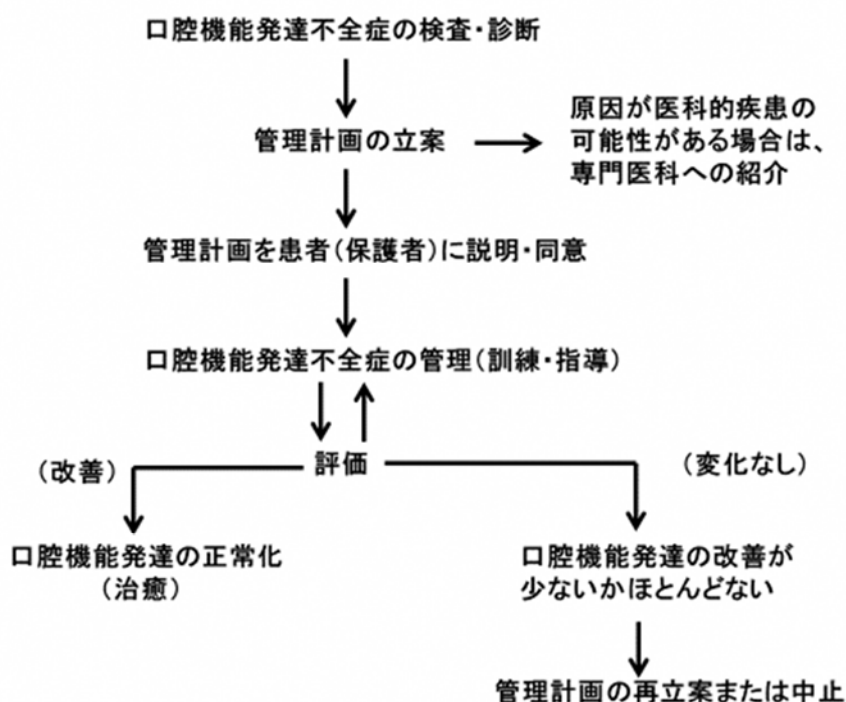 口腔機能発達不全症の検査・診断
管理計画の立案
原因が医科的疾患の
可能性がある場合は、
専門医科への紹介
管理計画を患者(保護者)に説明・同意
口腔機能発達不全症の管理(訓練・指導)
(改善)
評価
(変化なし)
口腔機能発達の正常化
(治癒)
口腔機能発達の改善が
少ないかほとんどない
管理計画の再立案または中止